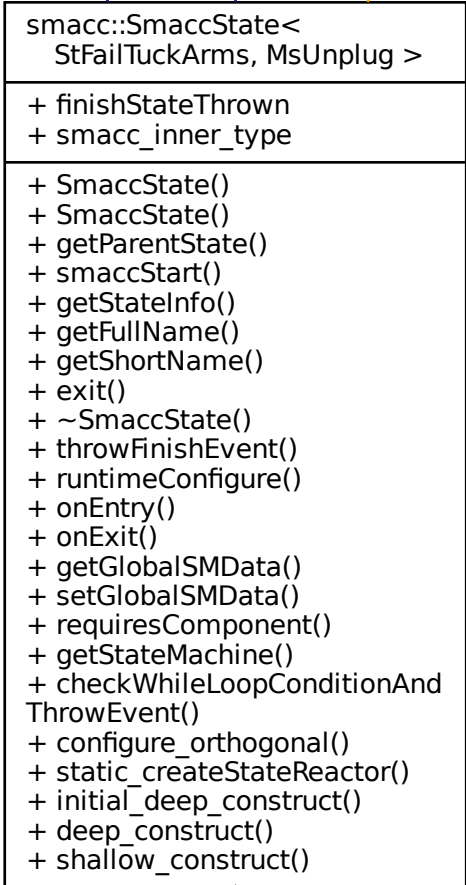 smacc::SmaccState<
StFailTuckArms, MsUnplug >
+ finishStateThrown
+ smacc_inner_type
+ SmaccState()
+ SmaccState()
+ getParentState()
+ smaccStart()
+ getStateInfo()
+ getFullName()
+ getShortName()
+ exit()
+ ~SmaccState()
+ throwFinishEvent()
+ runtimeConfigure()
+ onEntry()
+ onExit()
+ getGlobalSMData()
+ setGlobalSMData()
+ requiresComponent()
+ getStateMachine()
+ checkWhileLoopConditionAnd
ThrowEvent()
+ configure_orthogonal()
+ static_createStateReactor()
+ initial_deep_construct()
+ deep_construct()
+ shallow_construct()